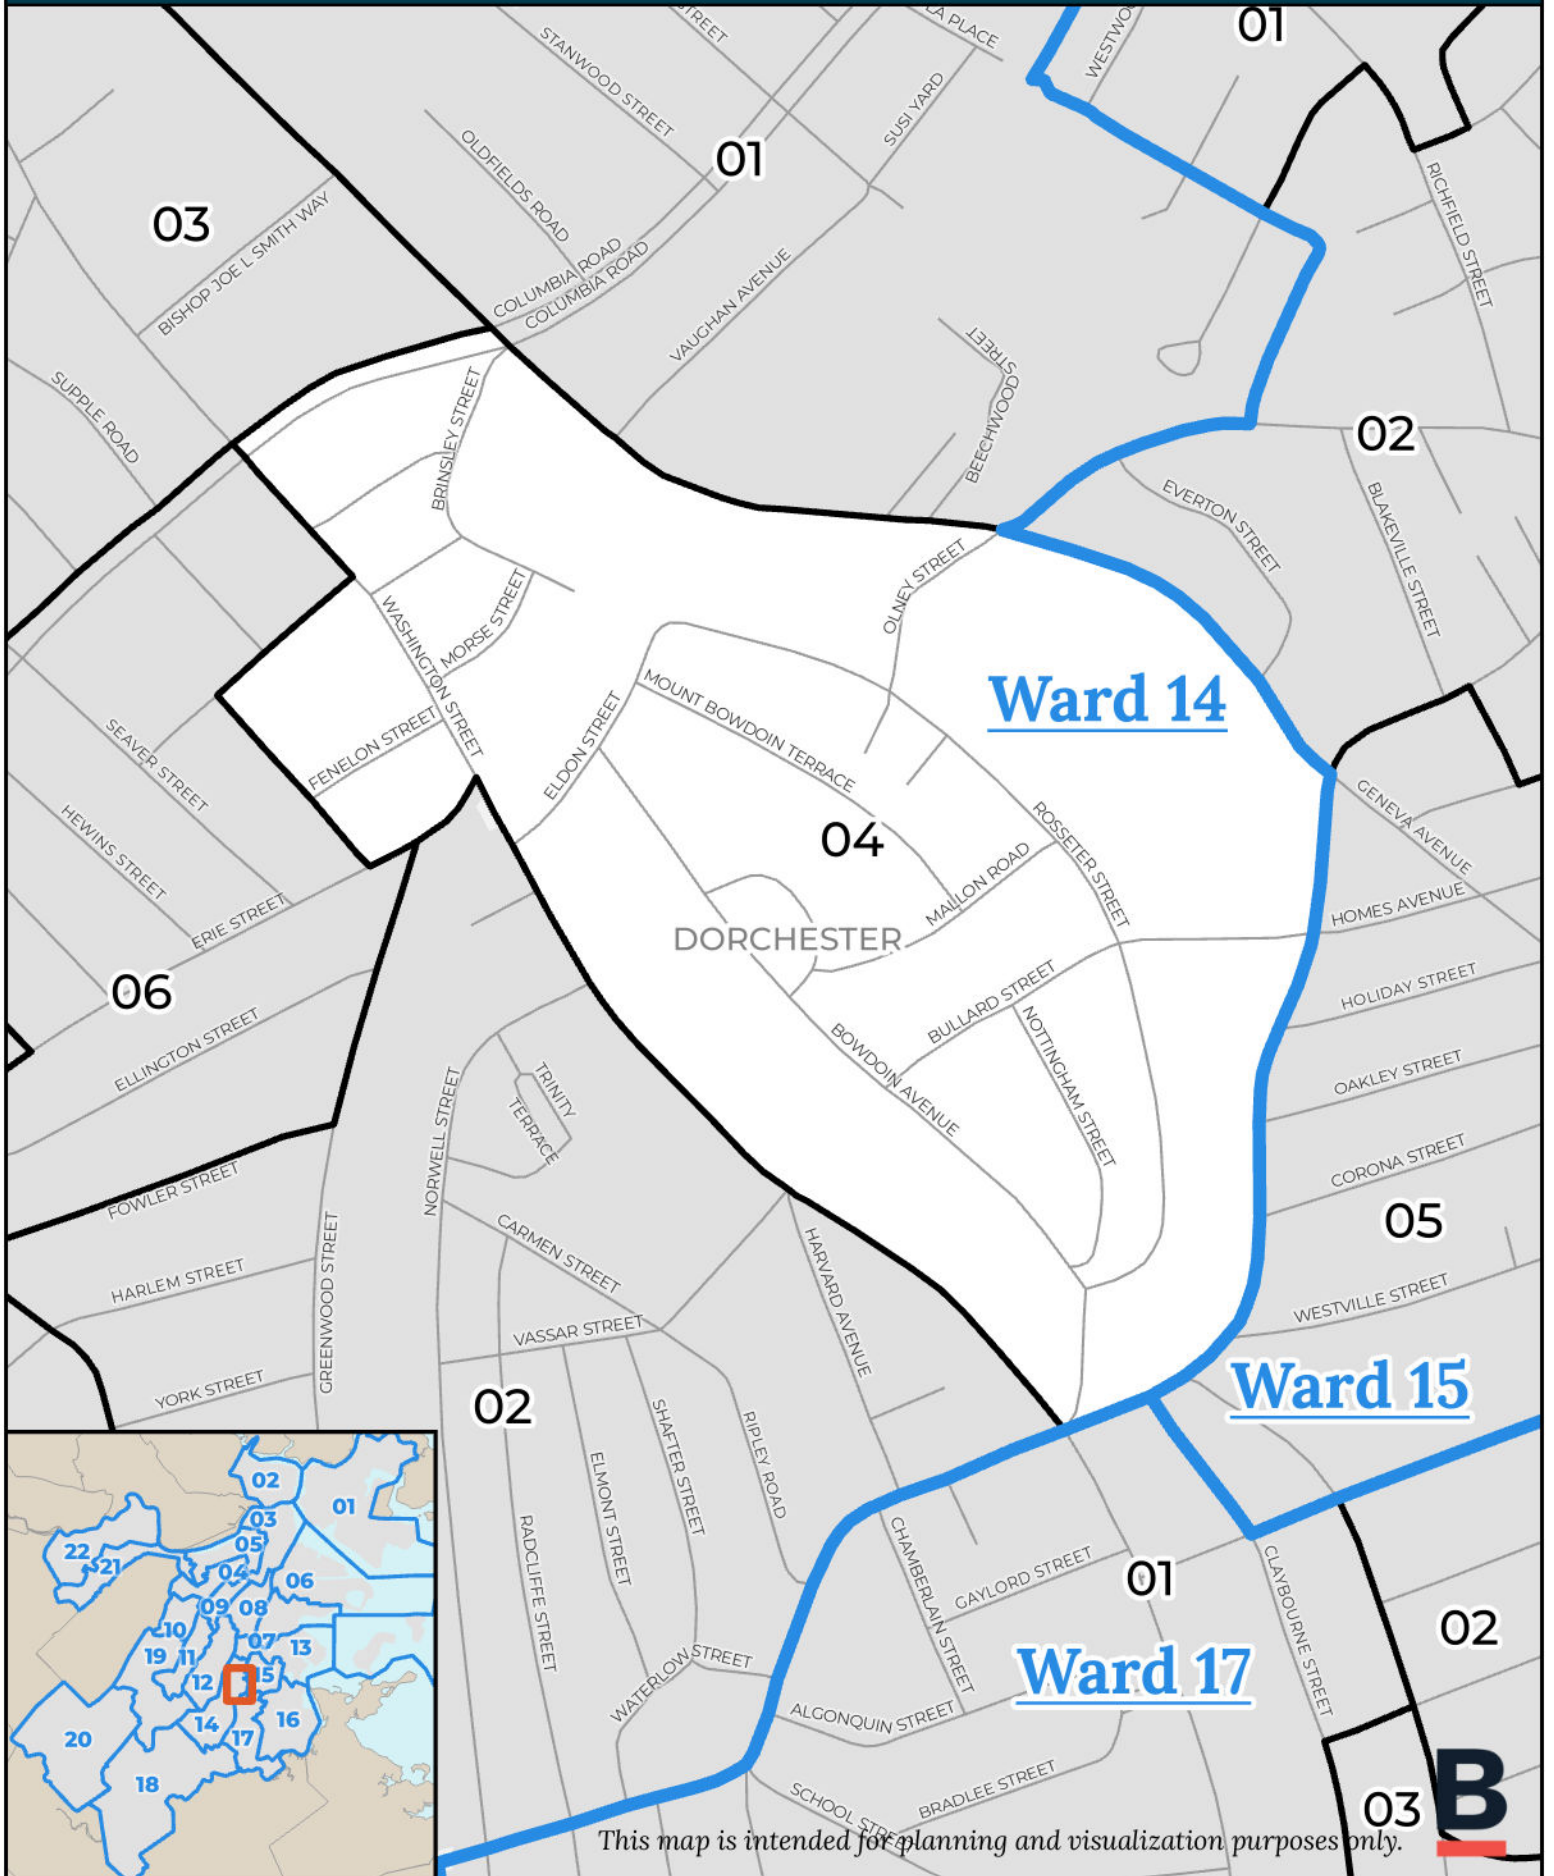 LA PLACE
01
STREET
WESTWO
STANWOOD STREET
SUSI YARD
01
OLDFIELDS ROAD
03
BISHOP JOE L SMITH WAY
RICHFIELD STREET
COLUMBIA ROAD
COLUMBIA ROAD
VAUGHAN AVENUE
BEECHWOOD
STREET
SUPPLE ROAD
BRINSLEY STREET
02
EVERTON STREET
BLAKEVILLE STREET
OLNEY STREET
WASHINGTON STREET
MORSE STREET
Ward 14
MOUNT BOWDOIN TERRACE
SEAVER STREET
FENELON STREET
ELDON STREET
GENEVA AVENUE
HEWINS STREET
04
ROSSETER STREET
MALLON ROAD
HOMES AVENUE
ERIE STREET
DORCHESTER
HOLIDAY STREET
06
BULLARD STREET
ELLINGTON STREET
BOWDOIN AVENUE
NOTTINGHAM STREET
OAKLEY STREET
TRINITY
TERRACE
NORWELL STREET
CORONA STREET
FOWLER STREET
05
CARMEN STREET
HARVARD AVENUE
HARLEM STREET
GREENWOOD STREET
WESTVILLE STREET
VASSAR STREET
YORK STREET
Ward 15
02
SHAFTER STREET
RIPLEY ROAD
ELMONT STREET
RADCLIFFE STREET
CHAMBERLAIN STREET
GAYLORD STREET
01
CLAYBOURNE STREET
02
Ward 17
WATERLOW STREET
ALGONQUIN STREET
BRADLEE STREET
SCHOOL STREET
03
B
02
01
03
05
22
21
04
06
09
08
10
07
13
19
11
15
12
14
16
17
20
18
This map is intended for planning and visualization purposes only.